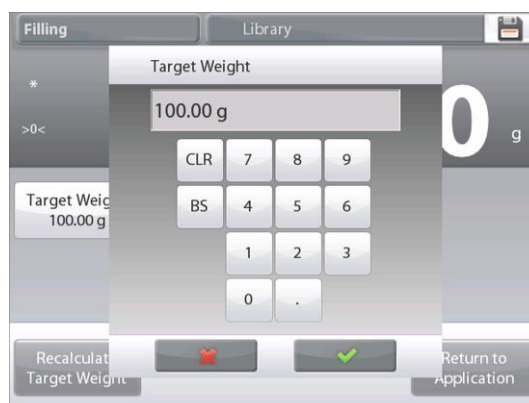 Filling
Library
*
>0<
0
g
Target Weight
100.00 g
CLR 7 8 9
BS 4 5 6
1 2 3
0 .
Target Weig
100.00 g
Recalculat
Target Weight
Return to
Application